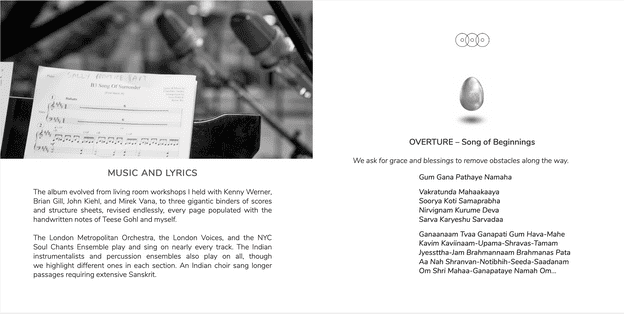 Song Of Surrender
MUSIC AND LYRICS
The album evolved from living room workshops I held with Kenny Werner,
Brian Gill, John Kiehl, and Mirek Vana, to three gigantic binders of scores
and structure sheets, revised endlessly, every page populated with the
handwritten notes of Teese Gohl and myself.
The London Metropolitan Orchestra, the London Voices, and the NYC
Soul Chants Ensemble play and sing on nearly every track. The Indian
instrumentalists and percussion ensembles also play on all, though
we highlight different ones in each section. An Indian choir sang longer
passages requiring extensive Sanskrit.
OVERTURE – Song of Beginnings
We ask for grace and blessings to remove obstacles along the way.
Gum Gana Pathaye Namaha
Vakratunda Mahaakaaya
Soorya Koti Samaprabha
Nirvignam Kurume Deva
Sarva Karyeshu Sarvadaa
Ganaanaam Tvaa Ganapati Gum Hava-Mahe
Kavim Kaviinaam-Upama-Shravas-Tamam
Jyessttha-Jam Brahmannaam Brahmanas Pata
Aa Nah Shranvan-Notibhih-Seeda-Saadanam
Om Shri Mahaa-Ganapataye Namah Om...